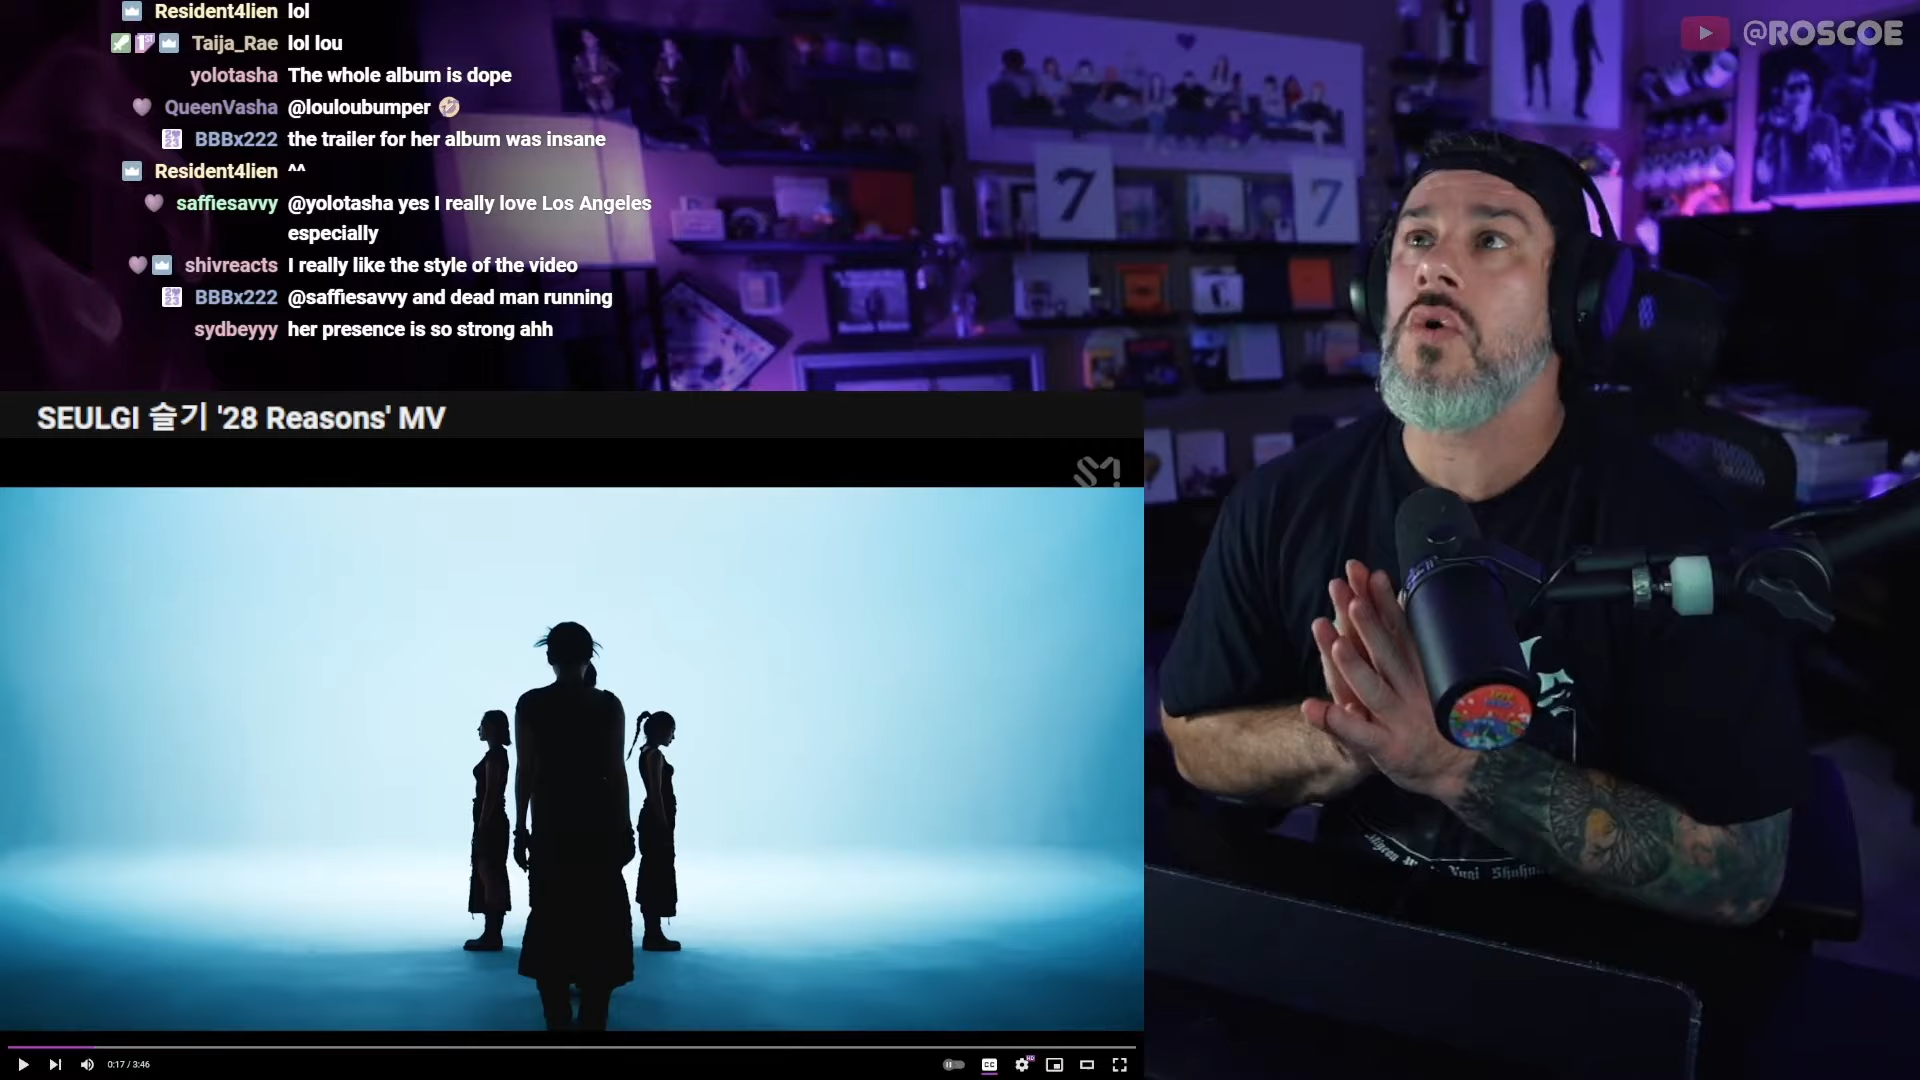 Resident4lien lol
Taija_Rae lol lou
yolotasha The whole album is dope
QueenVasha @louloubumper
BBBx222 the trailer for her album was insane
Resident4lien ^^
saffiesavvy @yolotasha yes I really love Los Angeles
especially
shivreacts I really like the style of the video
BBBx222 @saffiesavvy and dead man running
sydbeyyy her presence is so strong ahh
@ROSCOE
7
7
SEULGI 슬기 '28 Reasons' MV
SM
0:17 / 3:46
CC
HD